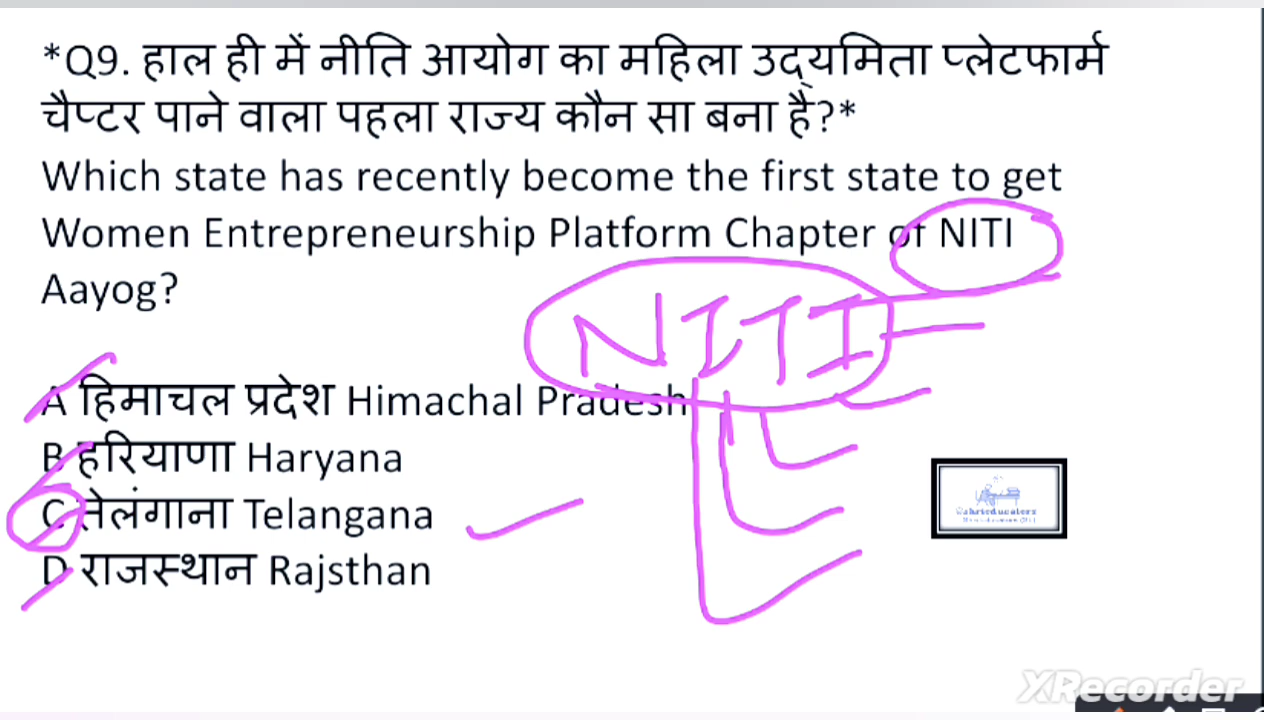 *Q9. हाल ही में नीति आयोग का महिला उद्यमिता प्लेटफार्म
चैप्टर पाने वाला पहला राज्य कौन सा बना है?*
Which state has recently become the first state to get
Women Entrepreneurship Platform Chapter of NITI
Aayog?
NITI
A हिमाचल प्रदेश Himachal Pradesh
B हरियाणा Haryana
C तेलंगाना Telangana
D राजस्थान Rajsthan
XRecorder